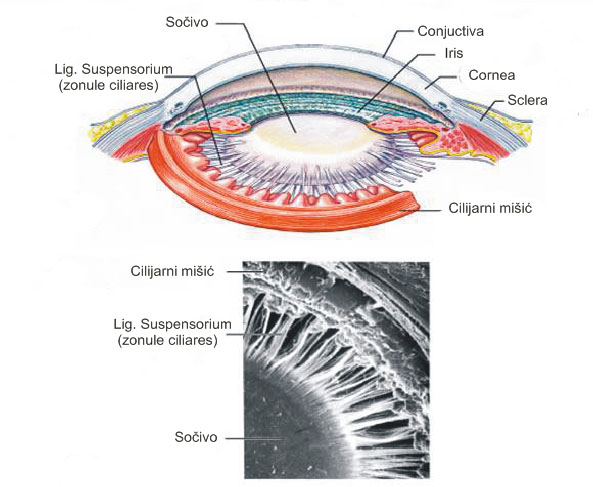 Sočivo
Conjuctiva
Iris
Lig. Suspensorium
(zonule ciliares)
Cornea
Sclera
Cilijarni mišić
Cilijarni mišić
Lig. Suspensorium
(zonule ciliares)
Sočivo